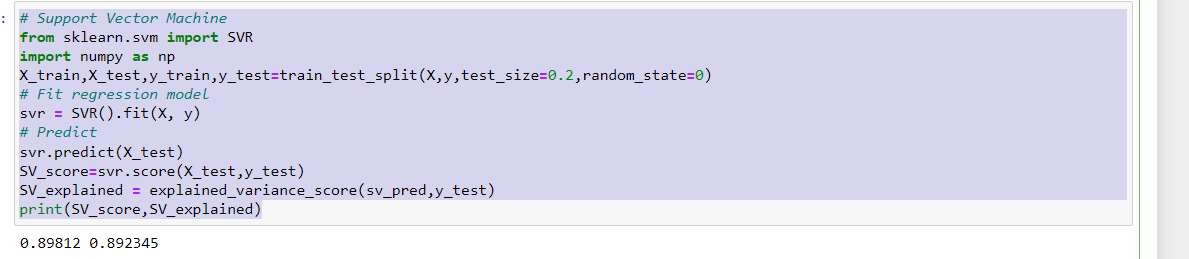 :
# Support Vector Machine
from sklearn.svm import SVR
import numpy as np
X_train,X_test,y_train,y_test=train_test_split(X,y,test_size=0.2,random_state=0)
# Fit regression model
svr = SVR().fit(X, y)
# Predict
svr.predict(X_test)
SV_score=svr.score(X_test,y_test)
SV_explained = explained_variance_score(sv_pred,y_test)
print(SV_score,SV_explained)
0.89812 0.892345